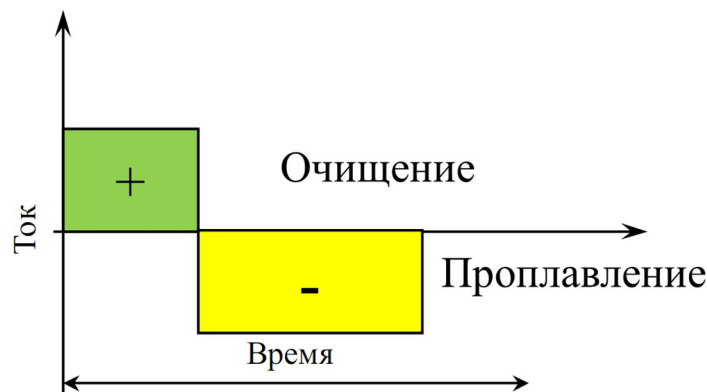 +
Очищение
Ток
-
Проплавление
Время